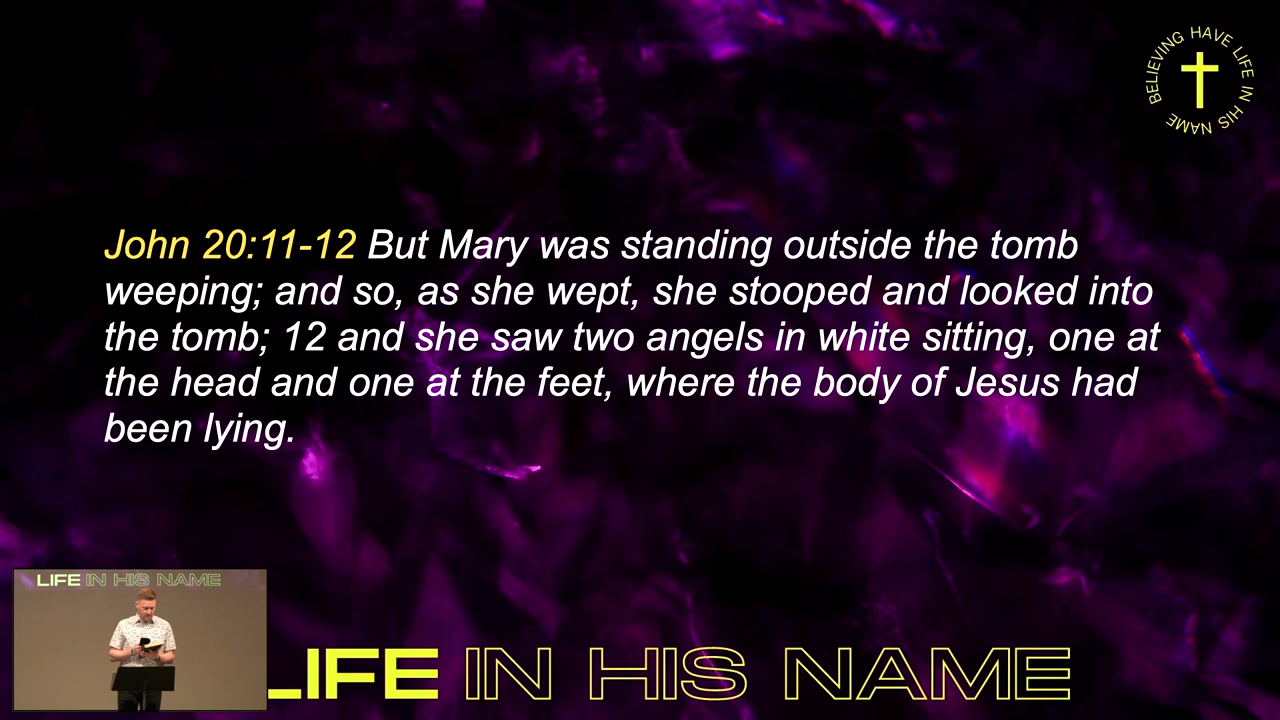 BELIEVING HAVE LIFE IN HIS NAME
John 20:11-12 But Mary was standing outside the tomb
weeping; and so, as she wept, she stooped and looked into
the tomb; 12 and she saw two angels in white sitting, one at
the head and one at the feet, where the body of Jesus had
been lying.
LIFE IN HIS NAME
LIFE IN HIS NAME